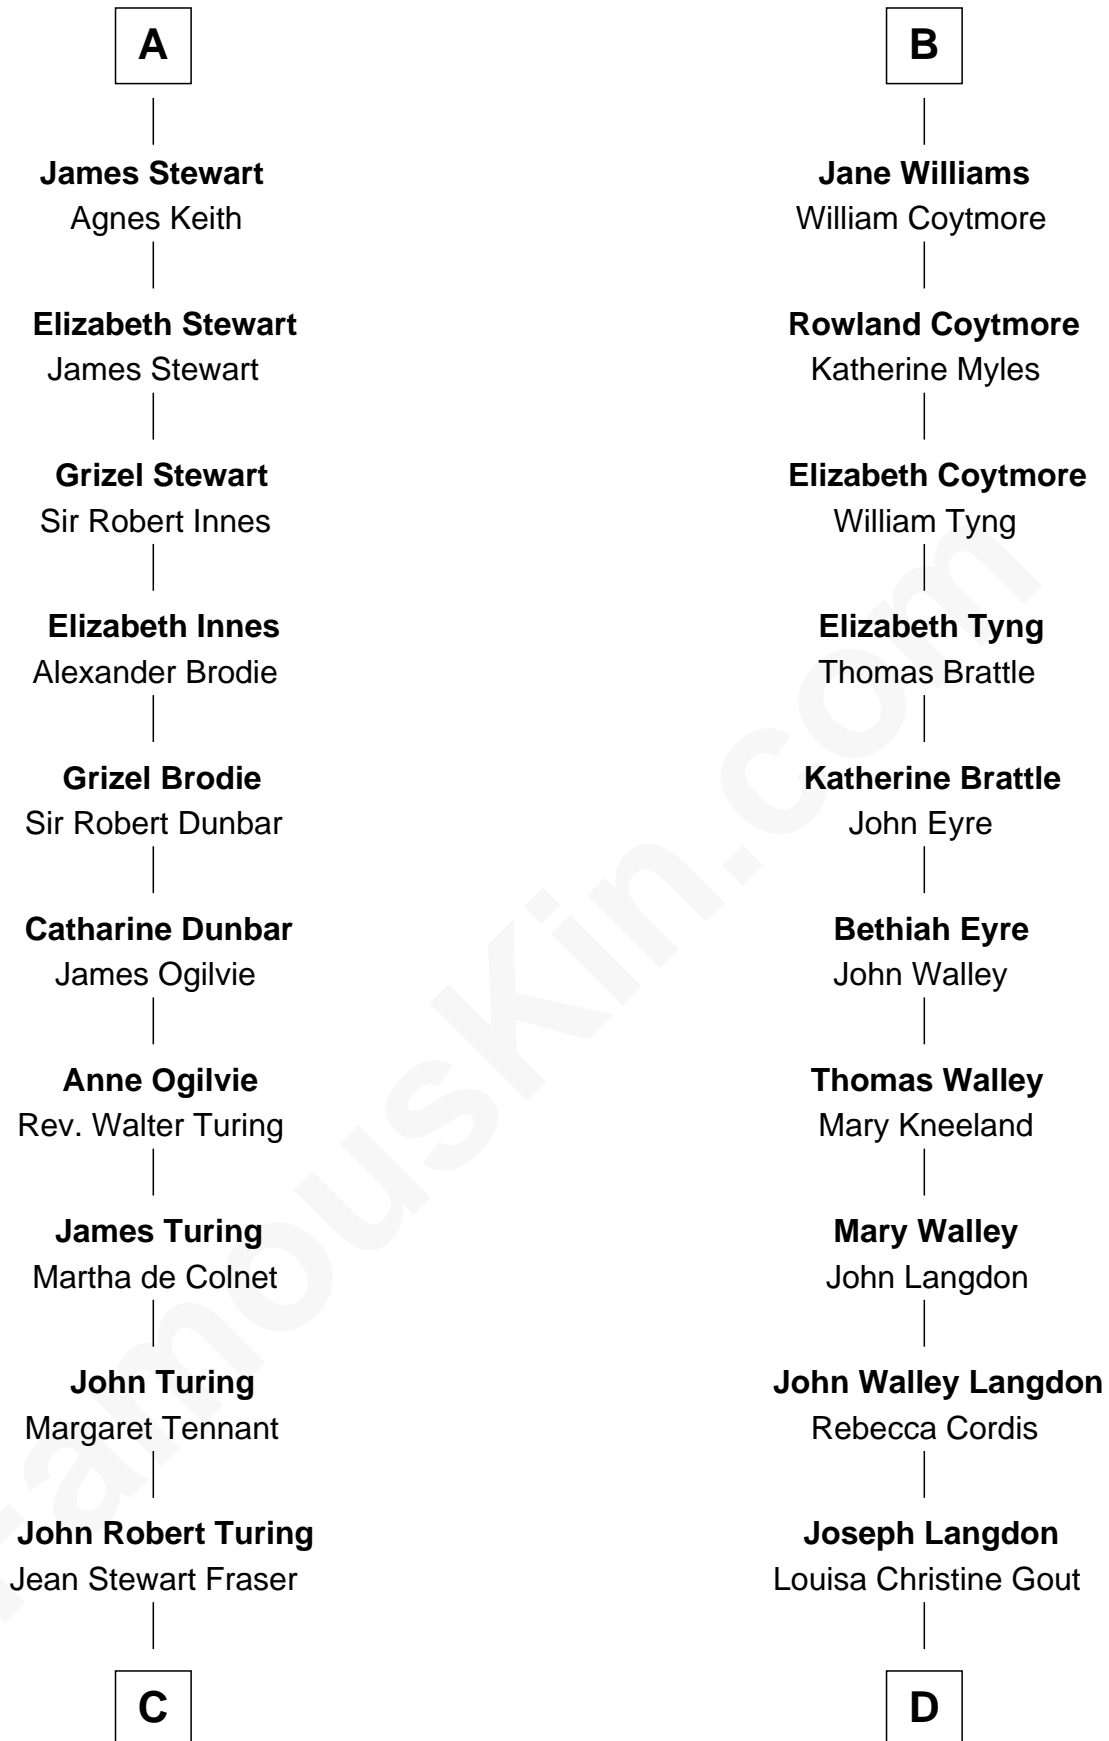 A
James Stewart
Agnes Keith
Elizabeth Stewart
James Stewart
Grizel Stewart
Sir Robert Innes
Elizabeth Innes
Alexander Brodie
Grizel Brodie
Sir Robert Dunbar
Catharine Dunbar
James Ogilvie
Anne Ogilvie
Rev. Walter Turing
James Turing
Martha de Colnet
John Turing
Margaret Tennant
John Robert Turing
Jean Stewart Fraser
C
B
Jane Williams
William Coytmore
Rowland Coytmore
Katherine Myles
Elizabeth Coytmore
William Tyng
Elizabeth Tyng
Thomas Brattle
Katherine Brattle
John Eyre
Bethiah Eyre
John Walley
Thomas Walley
Mary Kneeland
Mary Walley
John Langdon
John Walley Langdon
Rebecca Cordis
Joseph Langdon
Louisa Christine Gout
D
FamousKin.com